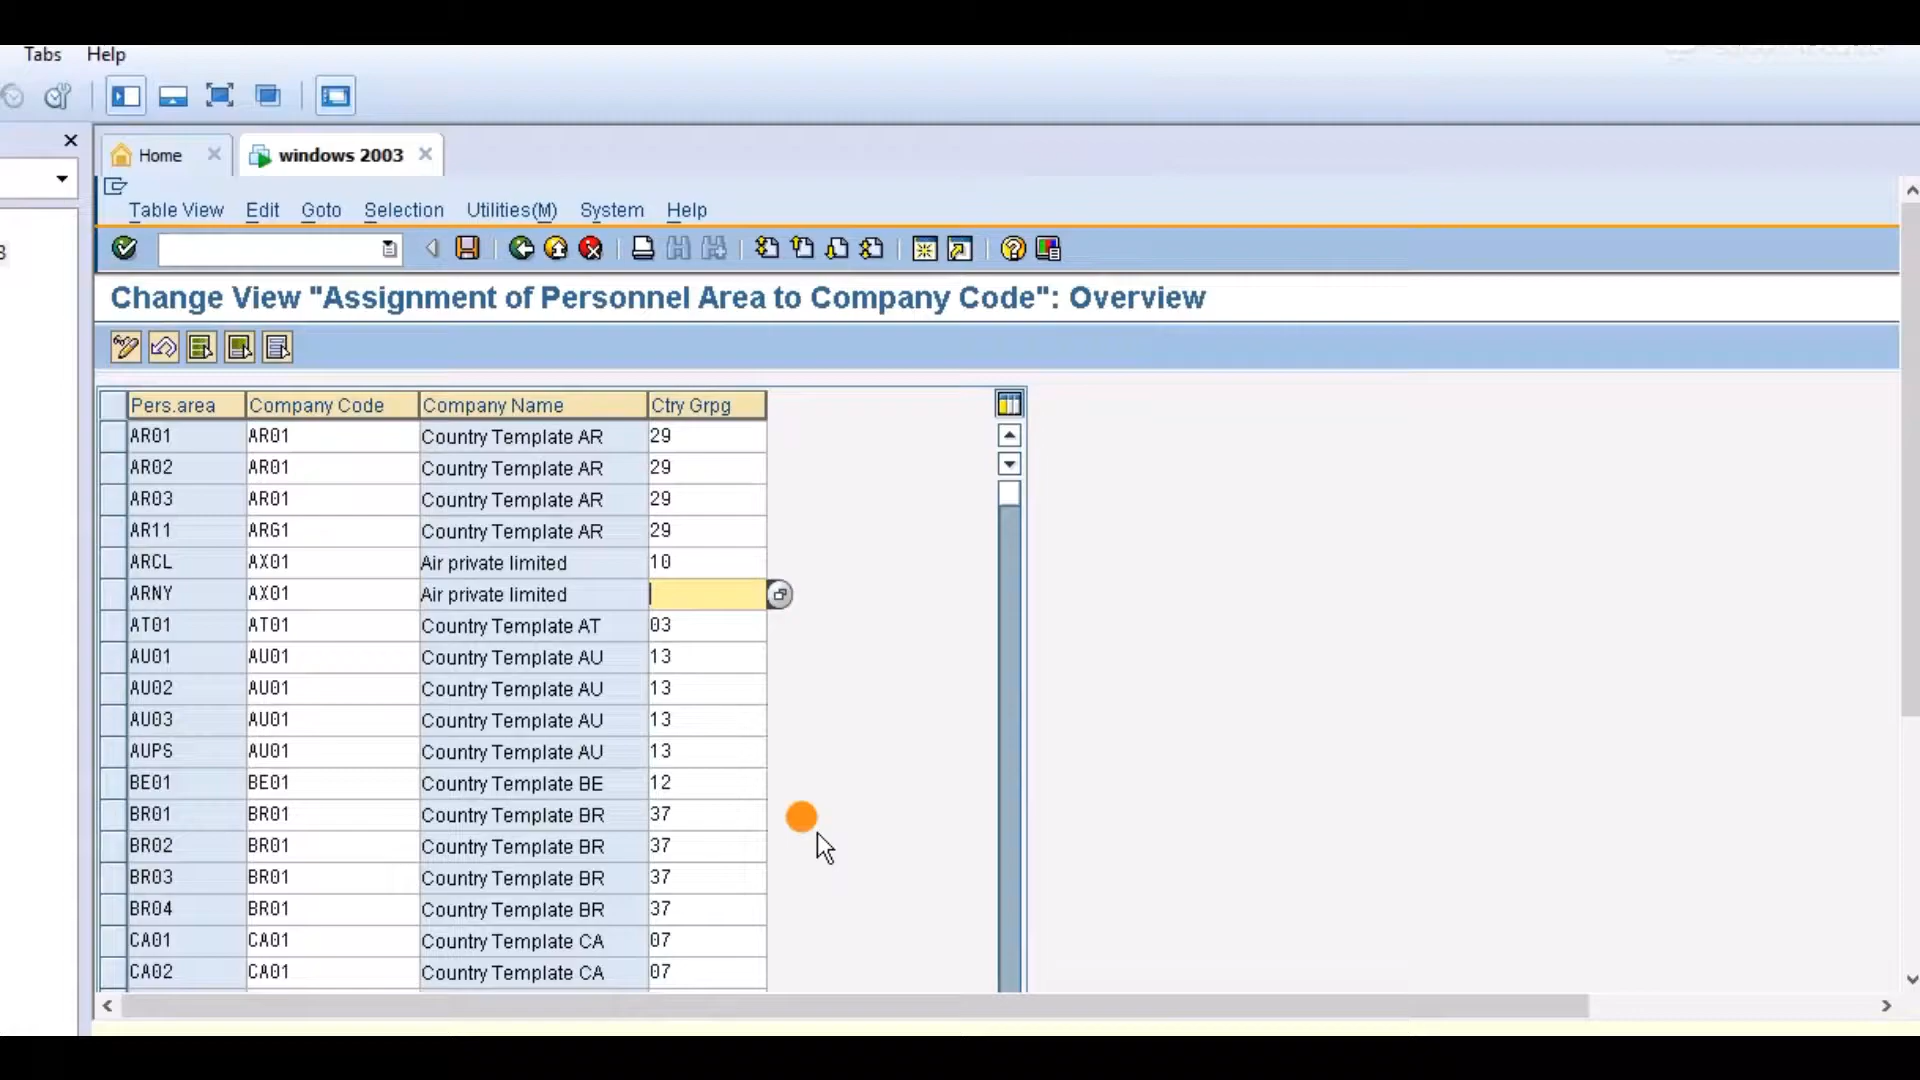 Tabs Help
Home windows 2003
Table View Edit Goto Selection Utilities(M) System Help
Change View "Assignment of Personnel Area to Company Code": Overview
Pers.area Company Code Company Name Ctry Grpg
AR01 AR01 Country Template AR 29
AR02 AR01 Country Template AR 29
AR03 AR01 Country Template AR 29
AR11 ARG1 Country Template AR 29
ARCL AX01 Air private limited 10
ARNY AX01 Air private limited
AT01 AT01 Country Template AT 03
AU01 AU01 Country Template AU 13
AU02 AU01 Country Template AU 13
AU03 AU01 Country Template AU 13
AUPS AU01 Country Template AU 13
BE01 BE01 Country Template BE 12
BR01 BR01 Country Template BR 37
BR02 BR01 Country Template BR 37
BR03 BR01 Country Template BR 37
BR04 BR01 Country Template BR 37
CA01 CA01 Country Template CA 07
CA02 CA01 Country Template CA 07